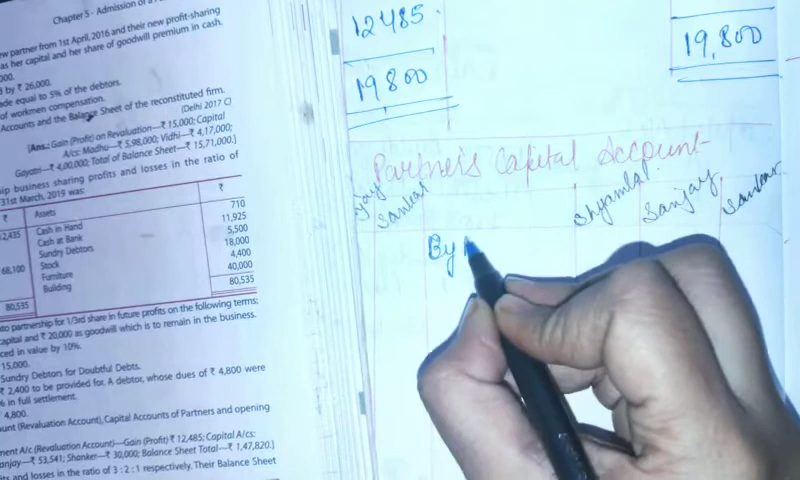 Chapter 5 - Admission of a
ew partner from 1st April, 2016 and their new profit-sharing
as her capital and her share of goodwill premium in cash.
000.
d by ₹ 26,000.
ade equal to 5% of the debtors.
of workmen compensation.
Accounts and the Balance Sheet of the reconstituted firm.
(Delhi 2017 C)
[Ans.: Gain (Profit) on Revaluation—₹ 15,000; Capital
A/cs: Madhu—₹ 5,98,000; Vidhi—₹ 4,17,000;
Gayatri—₹ 4,00,000; Total of Balance Sheet—₹ 15,71,000.]
ip business sharing profits and losses in the ratio of
31st March, 2019 was:
₹ Assets ₹
2,435 Cash in Hand 710
Cash at Bank 11,925
Sundry Debtors 5,500
68,100 Stock 18,000
Furniture 4,400
Building 40,000
80,535 80,535
to partnership for 1/3rd share in future profits on the following terms:
capital and ₹ 20,000 as goodwill which is to remain in the business.
ced in value by 10%.
15,000.
Sundry Debtors for Doubtful Debts.
₹ 2,400 to be provided for. A debtor, whose dues of ₹ 4,800 were
% in full settlement.
4,800.
unt (Revaluation Account), Capital Accounts of Partners and opening
ment A/c (Revaluation Account)—Gain (Profit) ₹ 12,485; Capital A/cs:
anjay—₹ 53,541; Shanker—₹ 30,000; Balance Sheet Total—₹ 1,47,820.]
its and losses in the ratio of 3 : 2 : 1 respectively. Their Balance Sheet
12485
19800
19,800
Partner's Capital Account
jay Sankar Shyamlal Sanjay Sankar
By